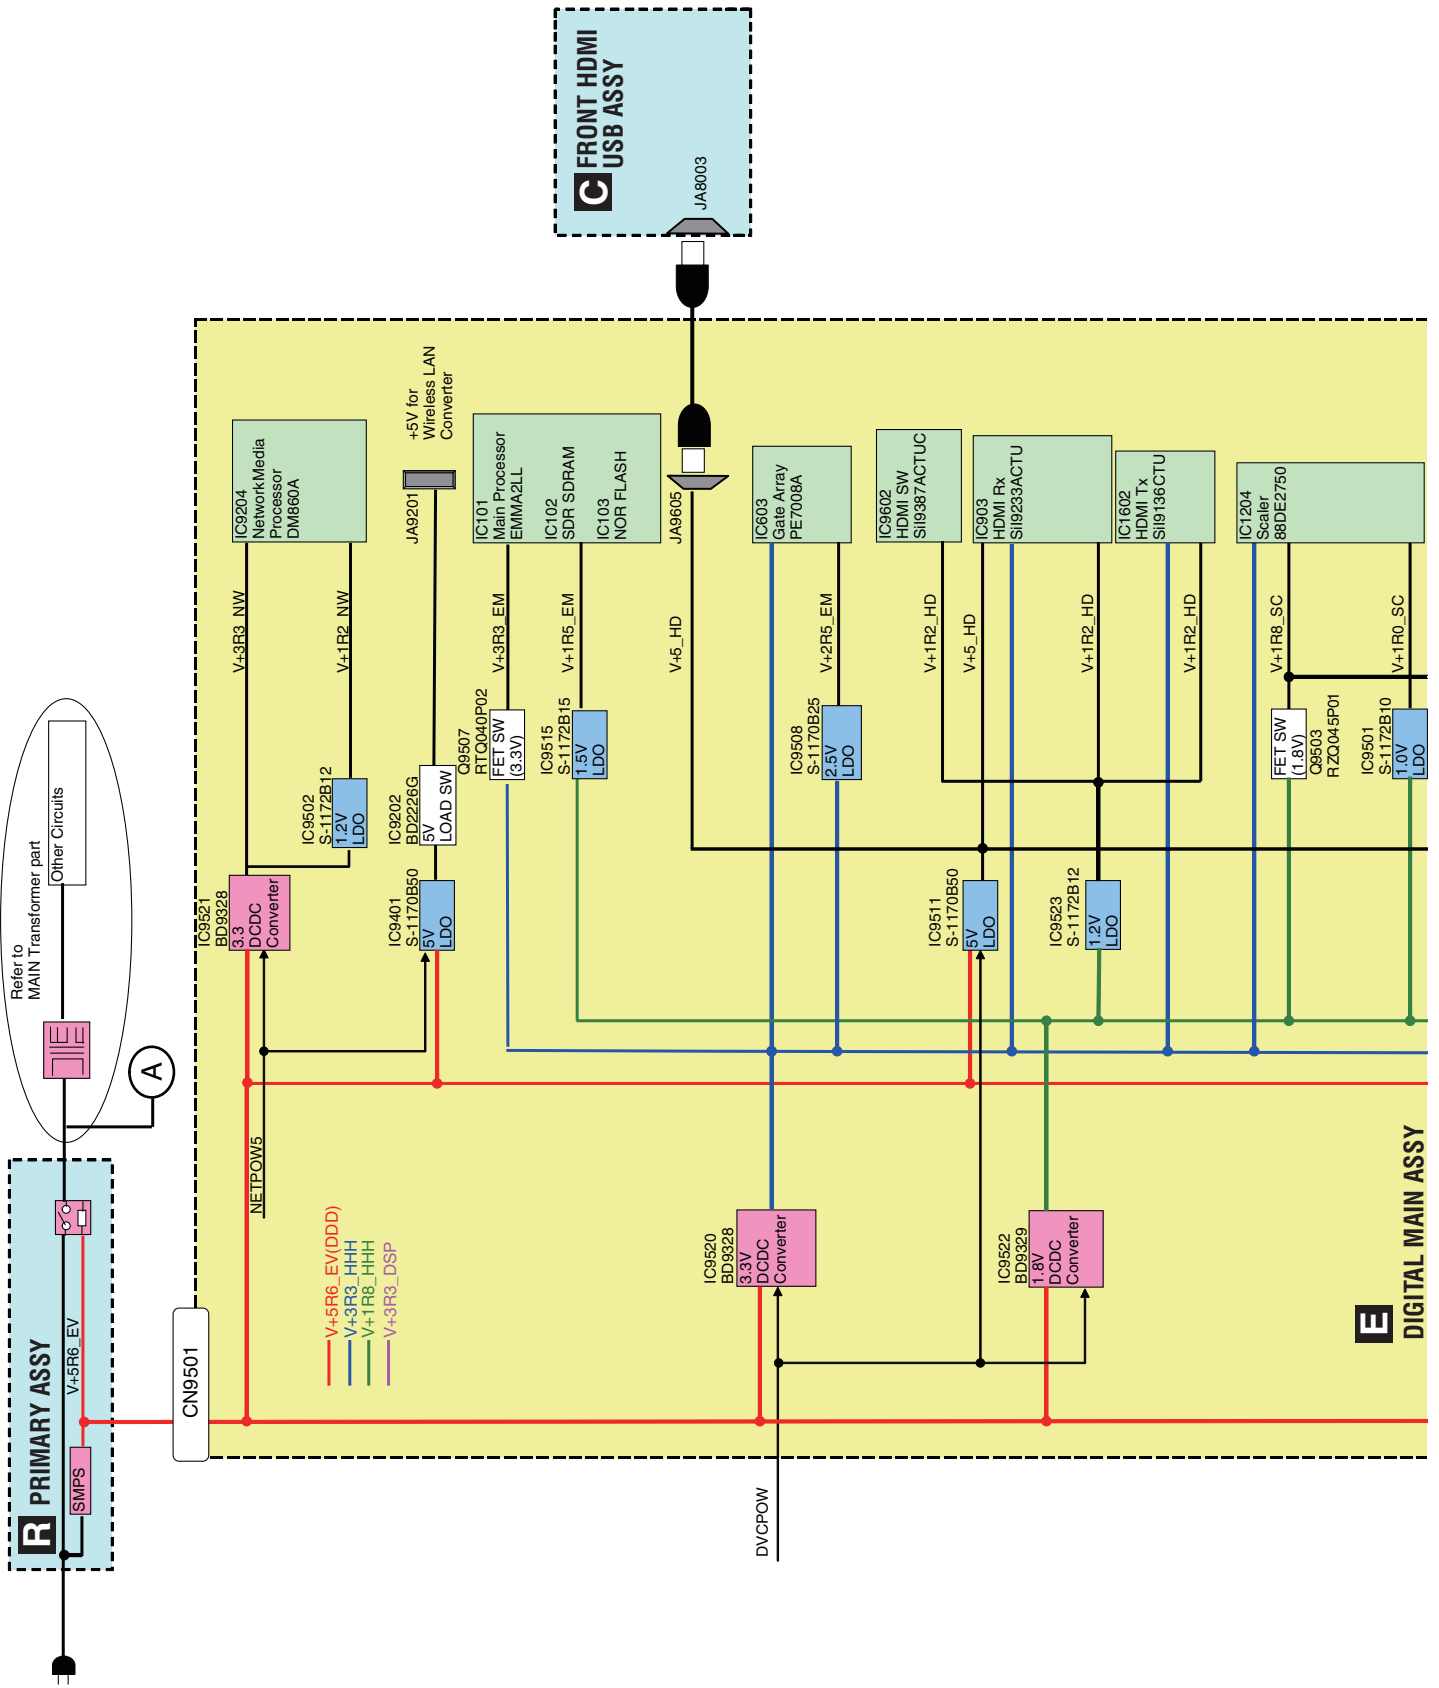 R PRIMARY ASSY
SMPS
V+5R6_EV
Refer to
MAIN Transformer part
Other Circuits
A
CN9501
NETPOW5
DVCPOW
V+5R6_EV(DDD)
V+3R3_HHH
V+1R8_HHH
V+3R3_DSP
IC9521
BD9328
3.3
DCDC
Converter
IC9502
S-1172B12
1.2V
LDO
V+3R3_NW
V+1R2_NW
IC9204
NetworkMedia
Processor
DM860A
IC9401
S-1170B50
5V
LDO
IC9202
BD2226G
5V
LOAD SW
JA9201
+5V for
Wireless LAN
Converter
Q9507
RTQ040P02
FET SW
(3.3V)
V+3R3_EM
IC9515
S-1172B15
1.5V
LDO
V+1R5_EM
IC101
Main Processor
EMMA2LL
IC102
SDR SDRAM
IC103
NOR FLASH
V+5_HD
JA9605
C FRONT HDMI
USB ASSY
JA8003
IC9520
BD9328
3.3V
DCDC
Converter
IC9508
S-1170B25
2.5V
LDO
V+2R5_EM
IC603
Gate Array
PE7008A
IC9511
S-1170B50
5V
LDO
V+1R2_HD
V+5_HD
IC9602
HDMI SW
SiI9387ACTUC
IC903
HDMI Rx
SiI9233ACTU
IC9522
BD9329
1.8V
DCDC
Converter
IC9523
S-1172B12
1.2V
LDO
V+1R2_HD
V+1R2_HD
IC1602
HDMI Tx
SiI9136CTU
FET SW
(1.8V)
Q9503
RZQ045P01
V+1R8_SC
IC9501
S-1172B10
1.0V
LDO
V+1R0_SC
IC1204
Scaler
88DE2750
E
DIGITAL MAIN ASSY